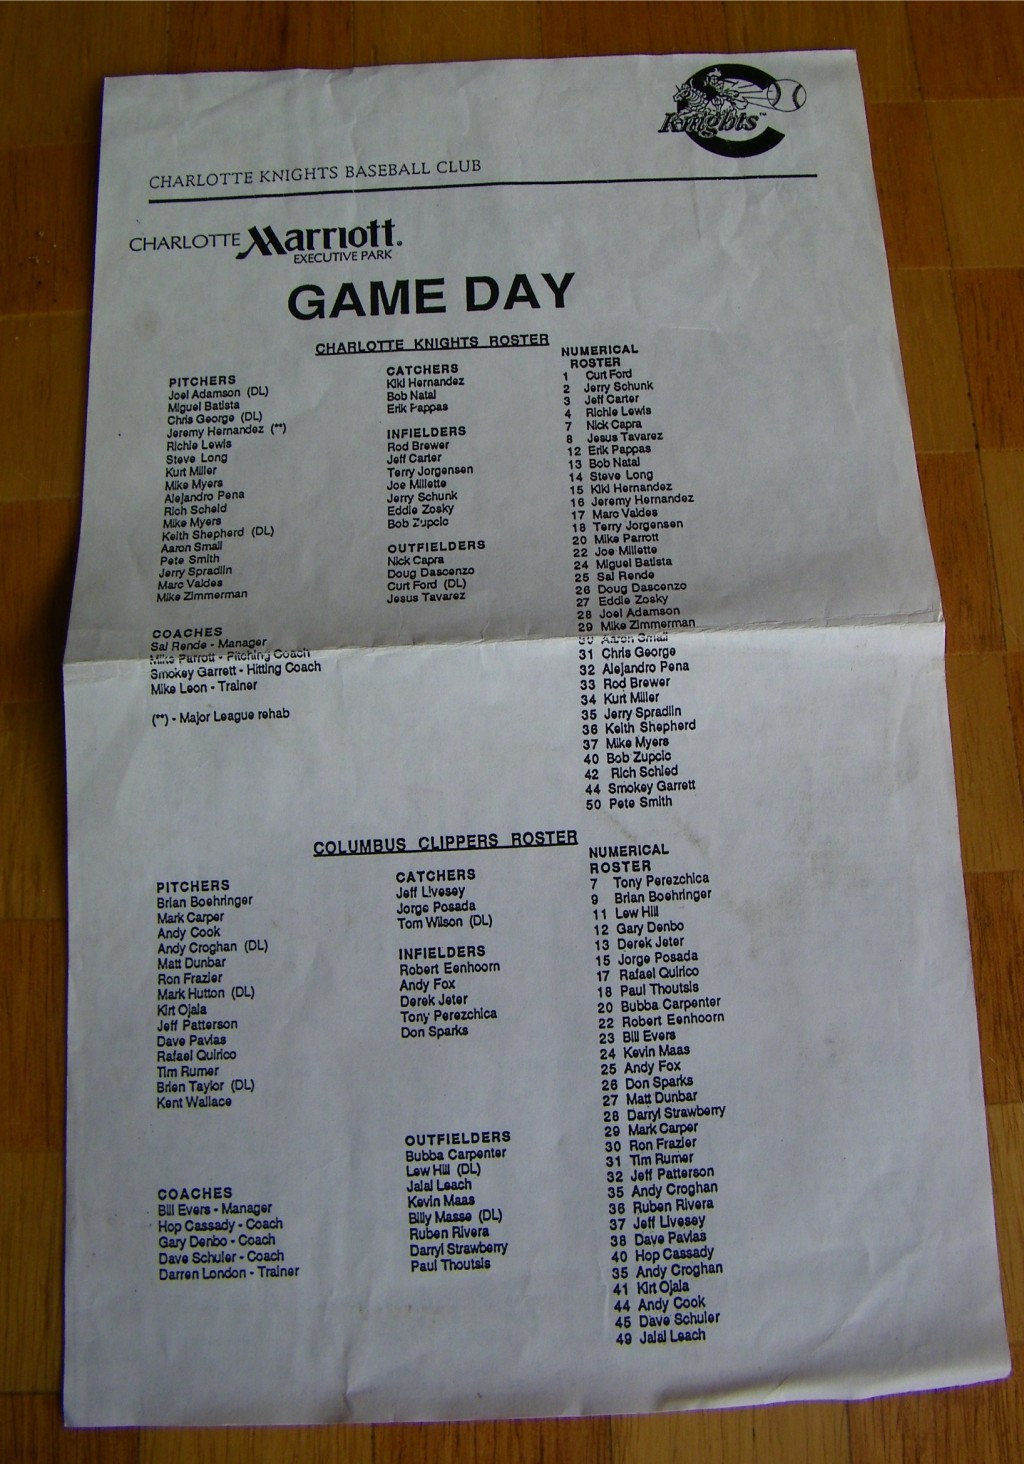 Knights™
CHARLOTTE KNIGHTS BASEBALL CLUB
CHARLOTTE Marriott.
EXECUTIVE PARK
GAME DAY
CHARLOTTE KNIGHTS ROSTER
PITCHERS
Joel Adamson (DL)
Miguel Batista
Chris George (DL)
Jeremy Hernandez (**)
Richie Lewis
Steve Long
Kurt Miller
Mike Myers
Alejandro Pena
Rich Scheid
Mike Myers
Keith Shepherd (DL)
Aaron Small
Pete Smith
Jerry Spradlin
Marc Valdes
Mike Zimmerman
COACHES
Sal Rende - Manager
Mike Parrott - Pitching Coach
Smokey Garrett - Hitting Coach
Mike Leon - Trainer
(**) - Major League rehab
CATCHERS
Kiki Hernandez
Bob Natal
Erik Pappas
INFIELDERS
Rod Brewer
Jeff Carter
Terry Jorgensen
Joe Millette
Jerry Schunk
Eddie Zosky
Bob Zupcic
OUTFIELDERS
Nick Capra
Doug Dascenzo
Curt Ford (DL)
Jesus Tavarez
NUMERICAL
ROSTER
1 Curt Ford
2 Jerry Schunk
3 Jeff Carter
4 Richie Lewis
7 Nick Capra
8 Jesus Tavarez
12 Erik Pappas
13 Bob Natal
14 Steve Long
15 Kiki Hernandez
16 Jeremy Hernandez
17 Marc Valdes
18 Terry Jorgensen
20 Mike Parrott
22 Joe Millette
24 Miguel Batista
25 Sal Rende
26 Doug Dascenzo
27 Eddie Zosky
28 Joel Adamson
29 Mike Zimmerman
30 Aaron Small
31 Chris George
32 Alejandro Pena
33 Rod Brewer
34 Kurt Miller
35 Jerry Spradlin
36 Keith Shepherd
37 Mike Myers
40 Bob Zupcic
42 Rich Schied
44 Smokey Garrett
50 Pete Smith
COLUMBUS CLIPPERS ROSTER
PITCHERS
Brian Boehringer
Mark Carper
Andy Cook
Andy Croghan (DL)
Matt Dunbar
Ron Frazier
Mark Hutton (DL)
Kirt Ojala
Jeff Patterson
Dave Pavlas
Rafael Quirico
Tim Rumer
Brien Taylor (DL)
Kent Wallace
COACHES
Bill Evers - Manager
Hop Cassady - Coach
Gary Denbo - Coach
Dave Schuler - Coach
Darren London - Trainer
CATCHERS
Jeff Livesey
Jorge Posada
Tom Wilson (DL)
INFIELDERS
Robert Eenhoorn
Andy Fox
Derek Jeter
Tony Perezchica
Don Sparks
OUTFIELDERS
Bubba Carpenter
Lew Hill (DL)
Jalal Leach
Kevin Maas
Billy Masse (DL)
Ruben Rivera
Darryl Strawberry
Paul Thoutsis
NUMERICAL
ROSTER
7 Tony Perezchica
9 Brian Boehringer
11 Lew Hill
12 Gary Denbo
13 Derek Jeter
15 Jorge Posada
17 Rafael Quirico
18 Paul Thoutsis
20 Bubba Carpenter
22 Robert Eenhoorn
23 Bill Evers
24 Kevin Maas
25 Andy Fox
26 Don Sparks
27 Matt Dunbar
28 Darryl Strawberry
29 Mark Carper
30 Ron Frazier
31 Tim Rumer
32 Jeff Patterson
35 Andy Croghan
36 Ruben Rivera
37 Jeff Livesey
38 Dave Pavlas
40 Hop Cassady
35 Andy Croghan
41 Kirt Ojala
44 Andy Cook
45 Dave Schuler
49 Jalal Leach